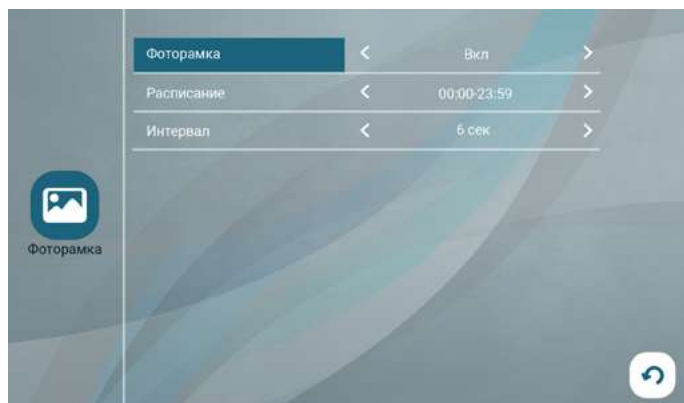 Фоторамка < Вкл >
Расписание < 00:00-23:59 >
Интервал < 6 сек >
Фоторамка